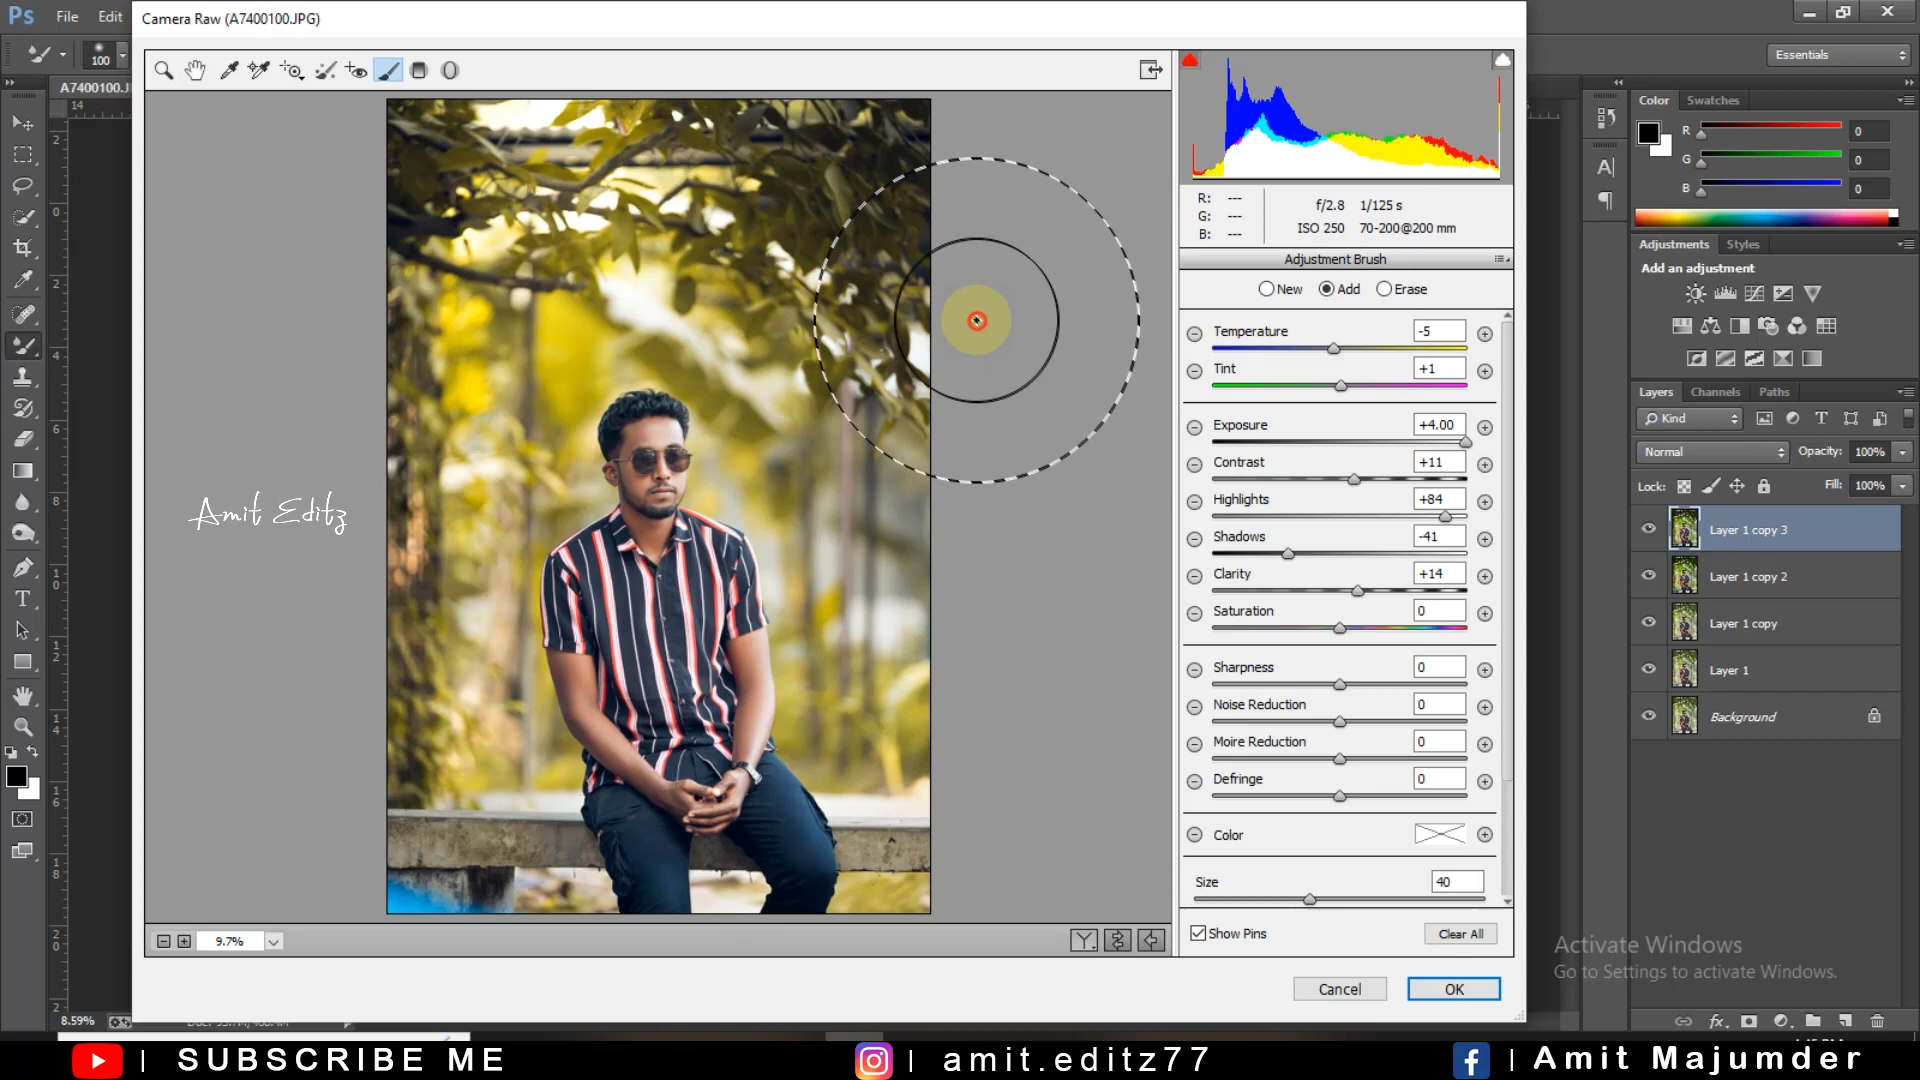 Ps File Edit
Camera Raw (A7400100.JPG)
100
Essentials
A7400100.J
14
Color Swatches
R 0
G 0
B 0
R: ---
G: ---
B: ---
f/2.8 1/125 s
ISO 250 70-200@200 mm
Adjustment Brush
New Add Erase
Temperature -5
Tint +1
Exposure +4.00
Contrast +11
Highlights +84
Shadows -41
Clarity +14
Saturation 0
Sharpness 0
Noise Reduction 0
Moire Reduction 0
Defringe 0
Color
Size 40
Show Pins Clear All
Cancel OK
Adjustments Styles
Add an adjustment
Layers Channels Paths
Kind
Normal Opacity: 100%
Lock: Fill: 100%
Layer 1 copy 3
Layer 1 copy 2
Layer 1 copy
Layer 1
Background
Amit Editz
9.7%
8.59%
Activate Windows
Go to Settings to activate Windows.
| SUBSCRIBE ME | amit.editz77 | Amit Majumder